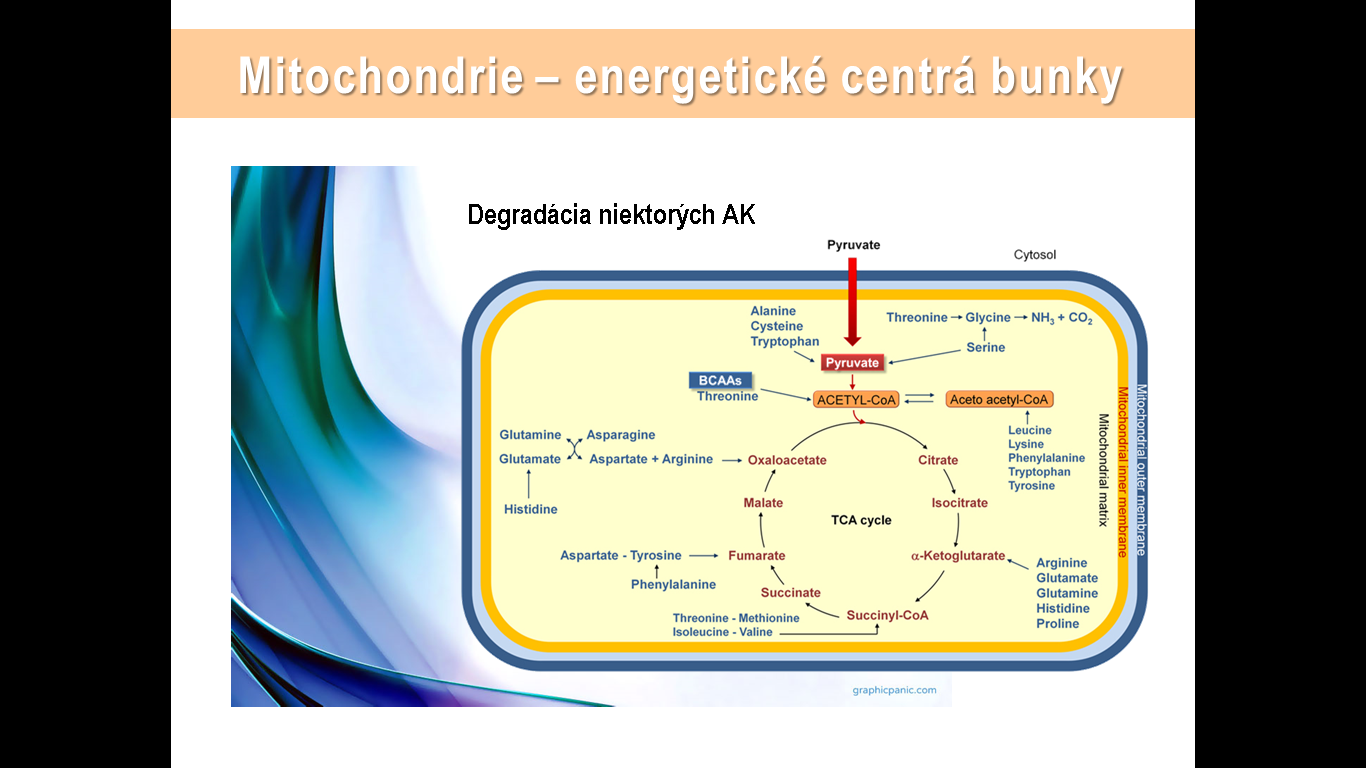 Mitochondrie – energetické centrá bunky
Degradácia niektorých AK
Pyruvate
Cytosol
Alanine
Cysteine
Tryptophan
Threonine → Glycine → NH₃ + CO₂
Serine
Pyruvate
BCAAs
Threonine
ACETYL-CoA
Aceto acetyl-CoA
Leucine
Lysine
Phenylalanine
Tryptophan
Tyrosine
Glutamine
Asparagine
Glutamate
Aspartate + Arginine
Histidine
Oxaloacetate
Citrate
Malate
Isocitrate
TCA cycle
Aspartate - Tyrosine
Phenylalanine
Fumarate
α-Ketoglutarate
Arginine
Glutamate
Glutamine
Histidine
Proline
Succinate
Succinyl-CoA
Threonine - Methionine
Isoleucine - Valine
Mitochondrial matrix
Mitochondrial inner membrane
Mitochondrial outer membrane
graphicpanic.com